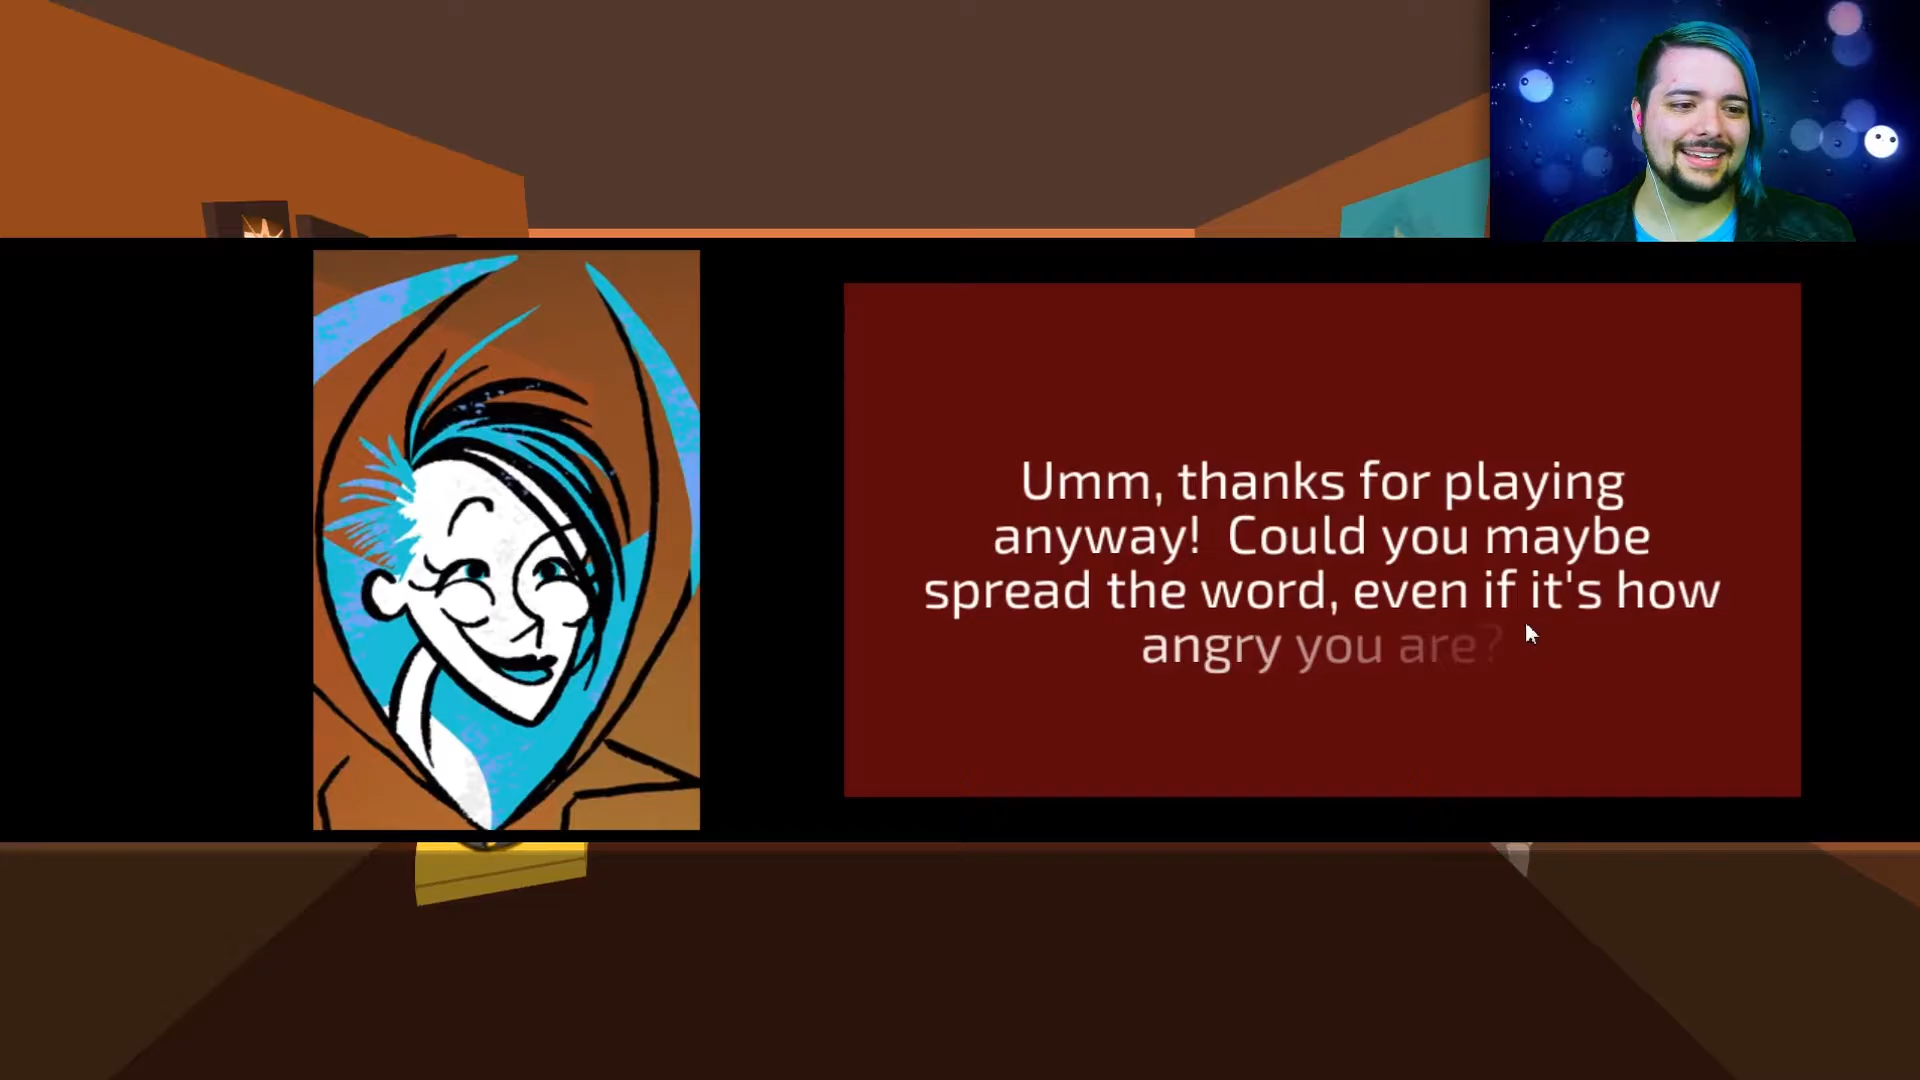 Umm, thanks for playing
anyway!  Could you maybe
spread the word, even if it's how
angry you are?